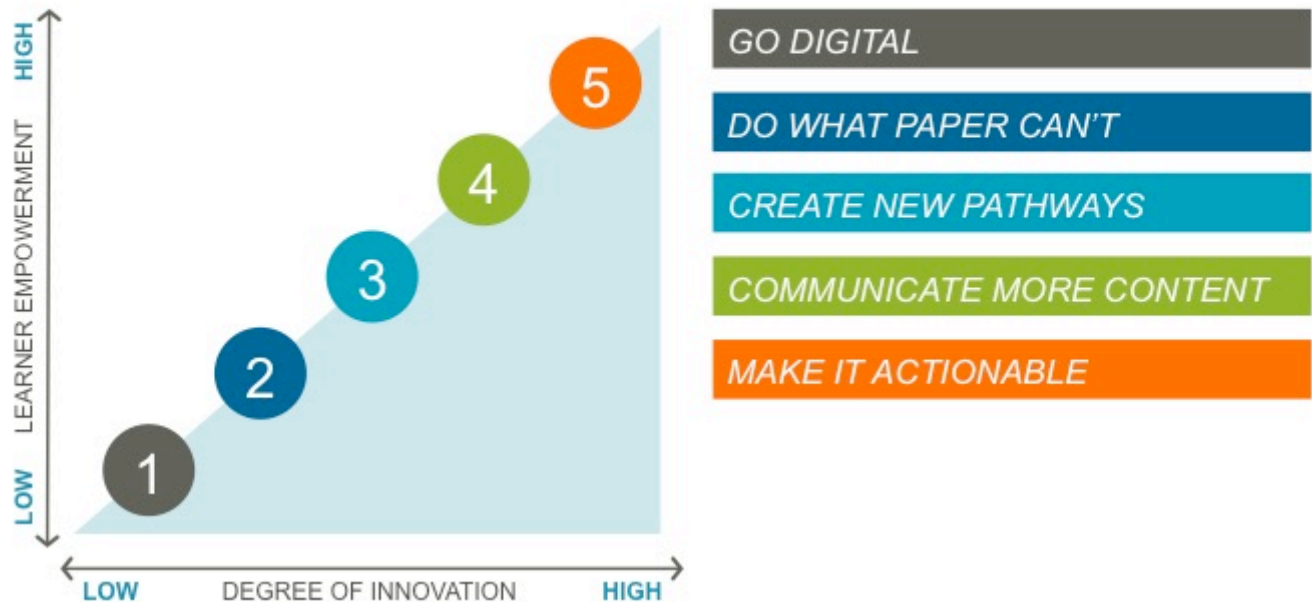 HIGH
LEARNER EMPOWERMENT
LOW
5
4
3
2
1
LOW DEGREE OF INNOVATION HIGH
GO DIGITAL
DO WHAT PAPER CAN'T
CREATE NEW PATHWAYS
COMMUNICATE MORE CONTENT
MAKE IT ACTIONABLE